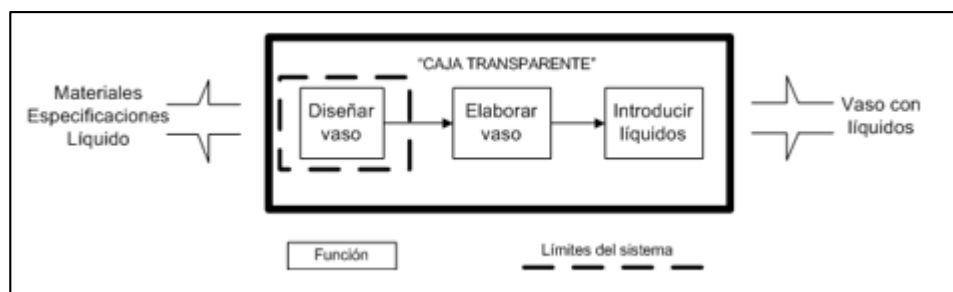 "CAJA TRANSPARENTE"
Materiales
Especificaciones
Líquido
Diseñar
vaso
Elaborar
vaso
Introducir
líquidos
Vaso con
líquidos
Función
Límites del sistema